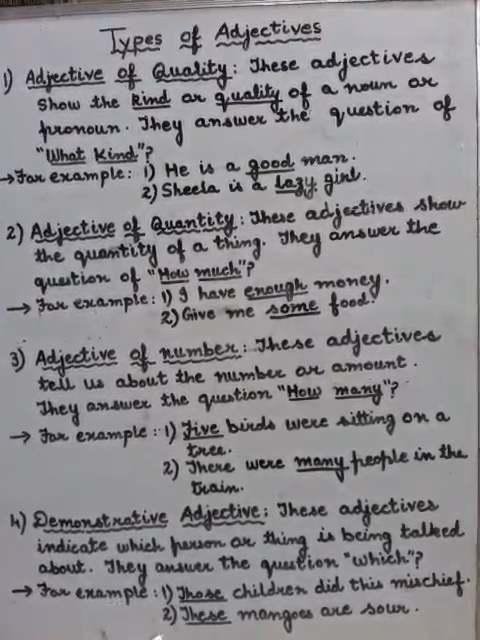 Types of Adjectives
1) Adjective of Quality: These adjectives
show the kind or quality of a noun or
pronoun. They answer the question of
"What Kind"?
→ For example: 1) He is a good man.
2) Sheela is a lazy girl.
2) Adjective of Quantity: These adjectives show
the quantity of a thing. They answer the
question of "How much"?
→ For example: 1) I have enough money.
2) Give me some food.
3) Adjective of number: These adjectives
tell us about the number or amount.
They answer the question "How many"?
→ For example: 1) Five birds were sitting on a
tree.
2) There were many people in the
train.
4) Demonstrative Adjective: These adjectives
indicate which person or thing is being talked
about. They answer the question "Which"?
→ For example: 1) Those children did this mischief.
2) These mangoes are sour.